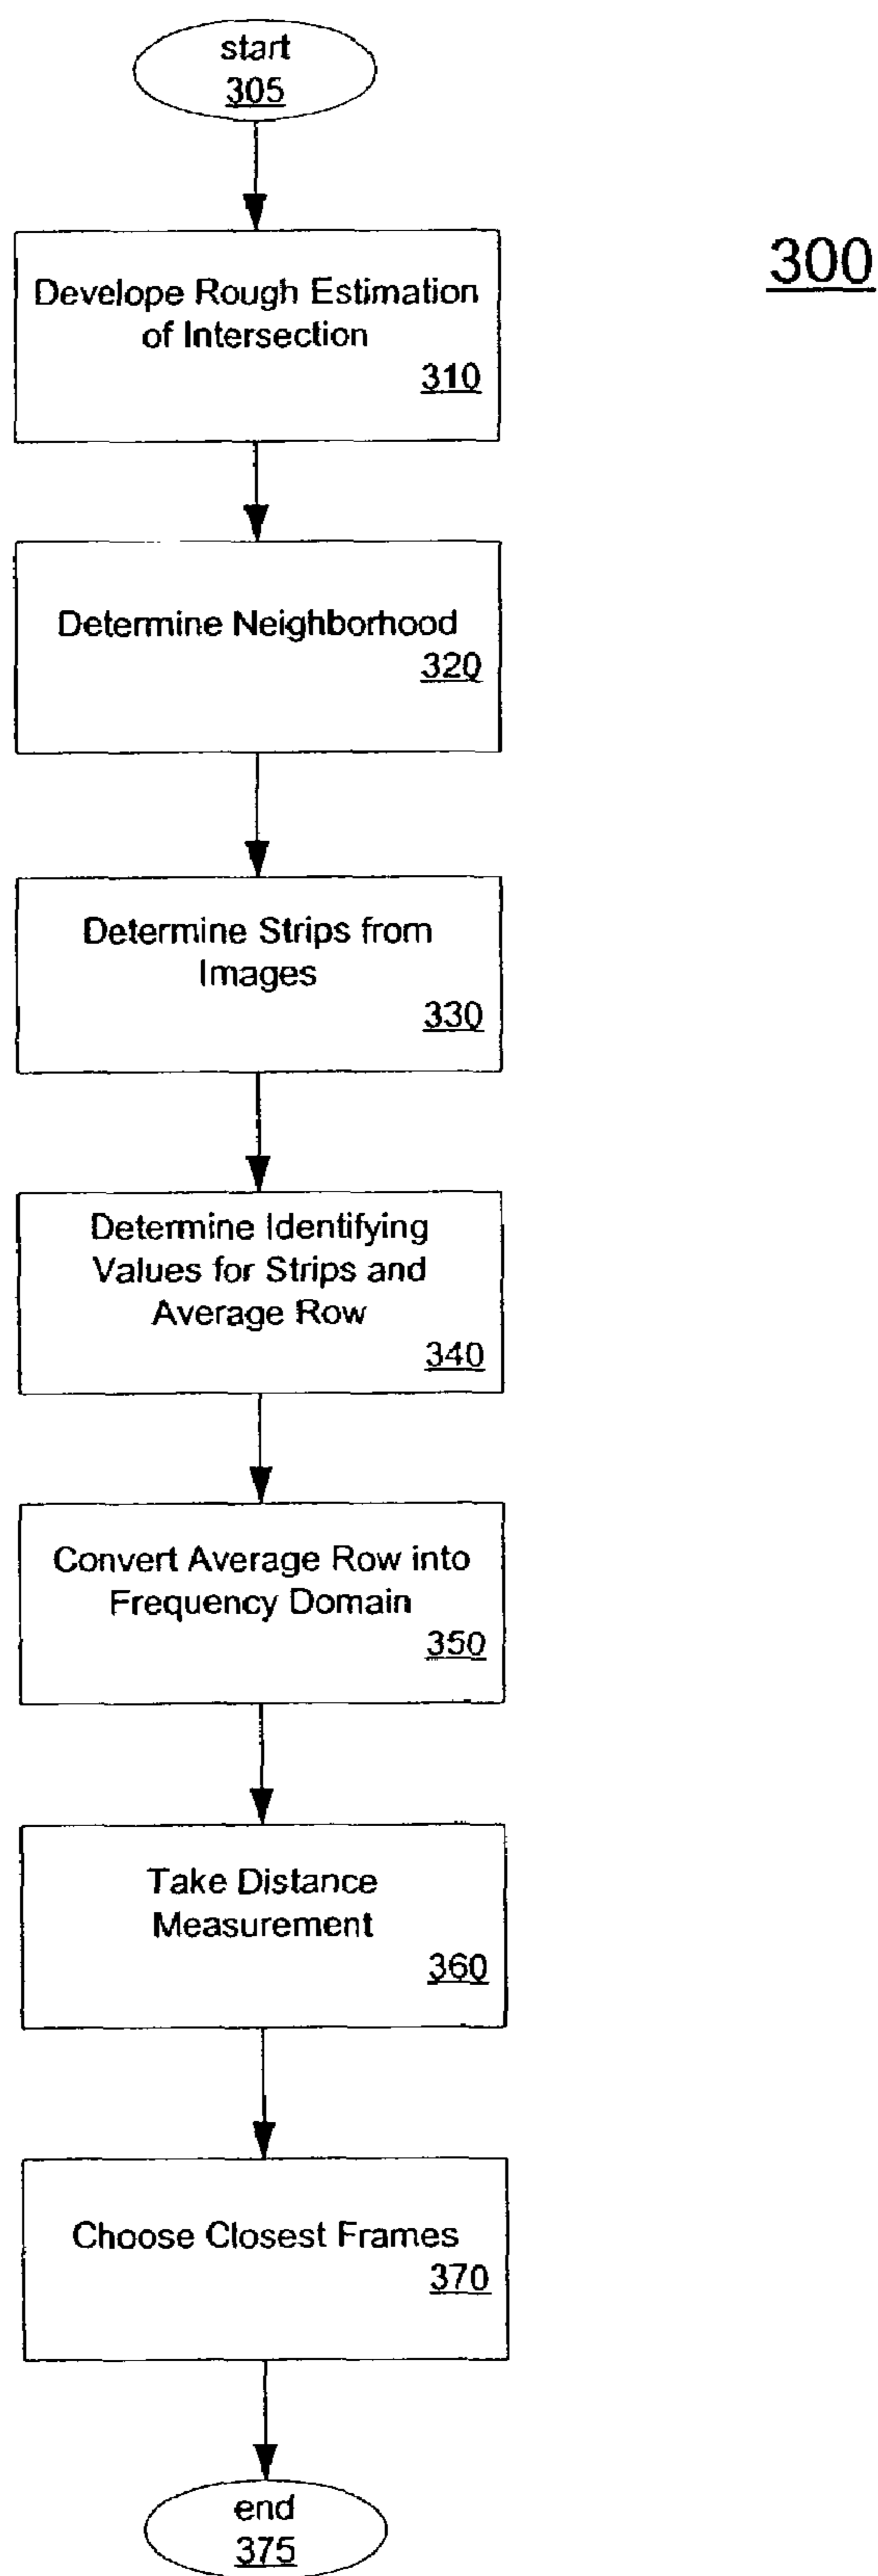 start
305
300
Develope Rough Estimation
of Intersection
310
Determine Neighborhood
320
Determine Strips from
Images
330
Determine Identifying
Values for Strips and
Average Row
340
Convert Average Row into
Frequency Domain
350
Take Distance
Measurement
360
Choose Closest Frames
370
end
375